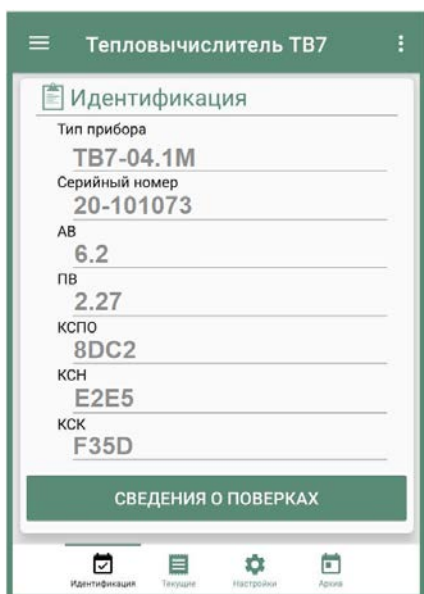 Тепловычислитель ТВ7
Идентификация
Тип прибора
ТВ7-04.1М
Серийный номер
20-101073
АВ
6.2
ПВ
2.27
КСПО
8DC2
КСН
E2E5
КСК
F35D
СВЕДЕНИЯ О ПОВЕРКАХ
Идентификация Текущие Настройки Архив